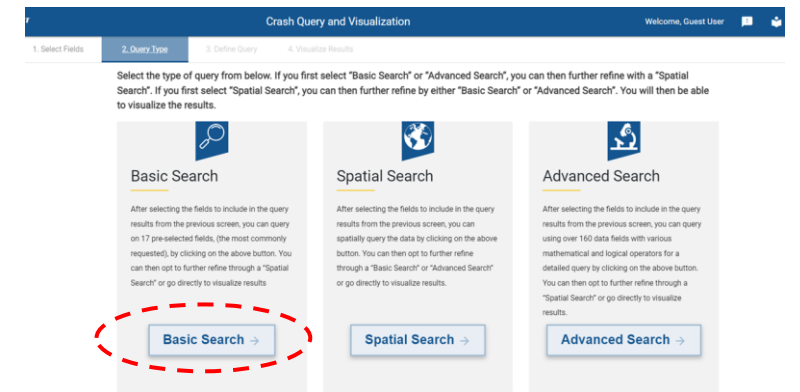 Crash Query and Visualization
Welcome, Guest User
1. Select Fields
2. Query Type
3. Define Query
4. Visualize Results
Select the type of query from below. If you first select "Basic Search" or "Advanced Search", you can then further refine with a "Spatial
Search". If you first select "Spatial Search", you can then further refine by either "Basic Search" or "Advanced Search". You will then be able
to visualize the results.
Basic Search
After selecting the fields to include in the query
results from the previous screen, you can query
on 17 pre-selected fields, (the most commonly
requested), by clicking on the above button. You
can then opt to further refine through a "Spatial
Search" or go directly to visualize results
Basic Search →
Spatial Search
After selecting the fields to include in the query
results from the previous screen, you can
spatially query the data by clicking on the above
button. You can then opt to further refine
through a "Basic Search" or "Advanced Search"
or go directly to visualize results.
Spatial Search →
Advanced Search
After selecting the fields to include in the query
results from the previous screen, you can query
using over 160 data fields with various
mathematical and logical operators for a
detailed query by clicking on the above button.
You can then opt to further refine through a
"Spatial Search" or go directly to visualize
results.
Advanced Search →